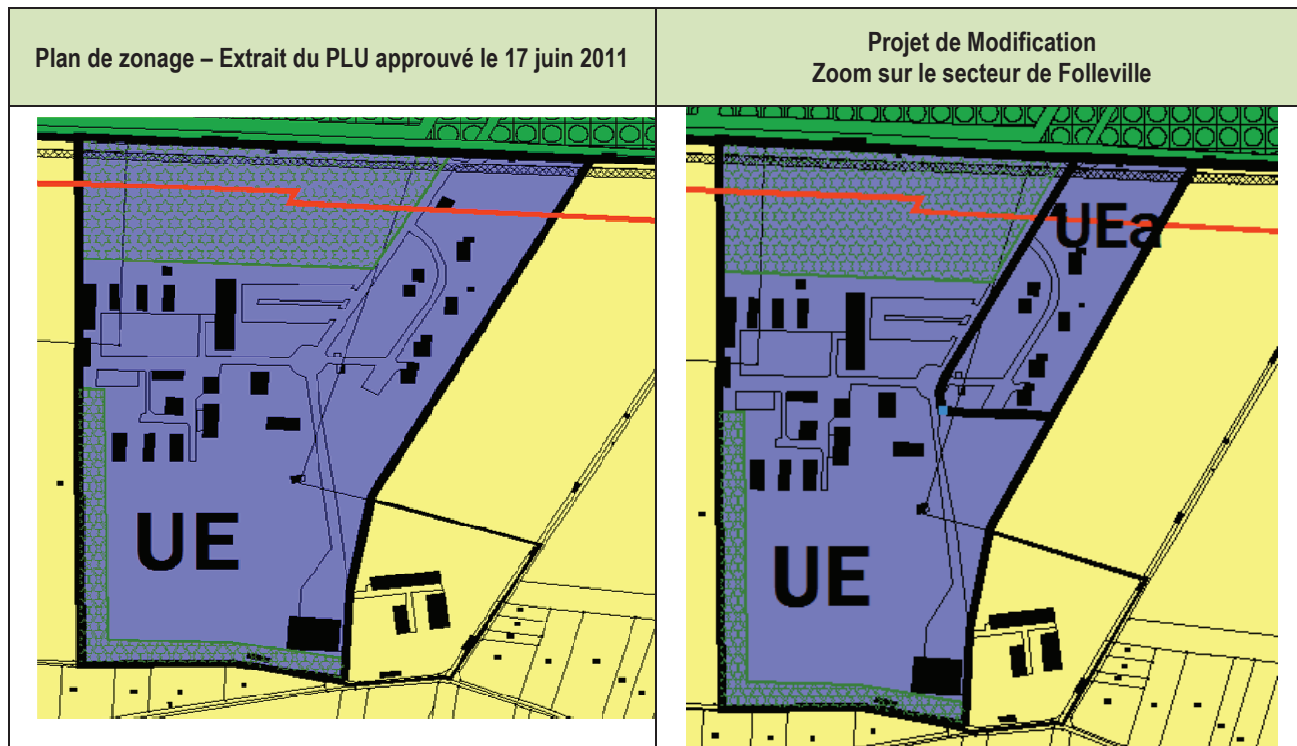 Plan de zonage – Extrait du PLU approuvé le 17 juin 2011
Projet de Modification
Zoom sur le secteur de Folleville
UE
UEa
UE